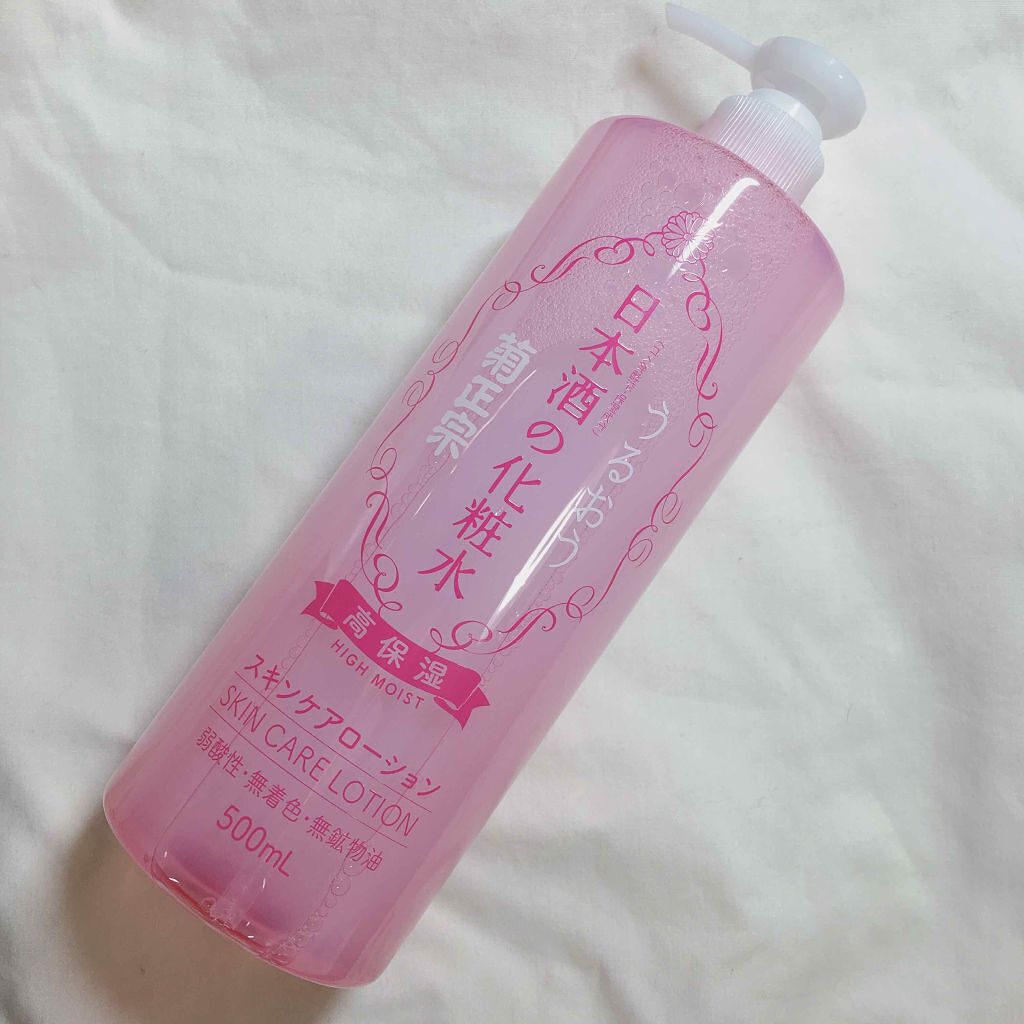 うるおう
日本酒の化粧水
菊正宗
高保湿
HIGH MOIST
スキンケアローション
SKIN CARE LOTION
弱酸性・無着色・無鉱物油
500mL